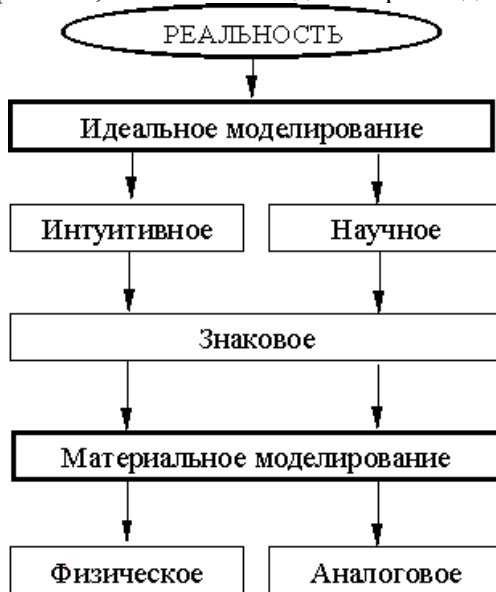 РЕАЛЬНОСТЬ
Идеальное моделирование
Интуитивное
Научное
Знаковое
Материальное моделирование
Физическое
Аналоговое